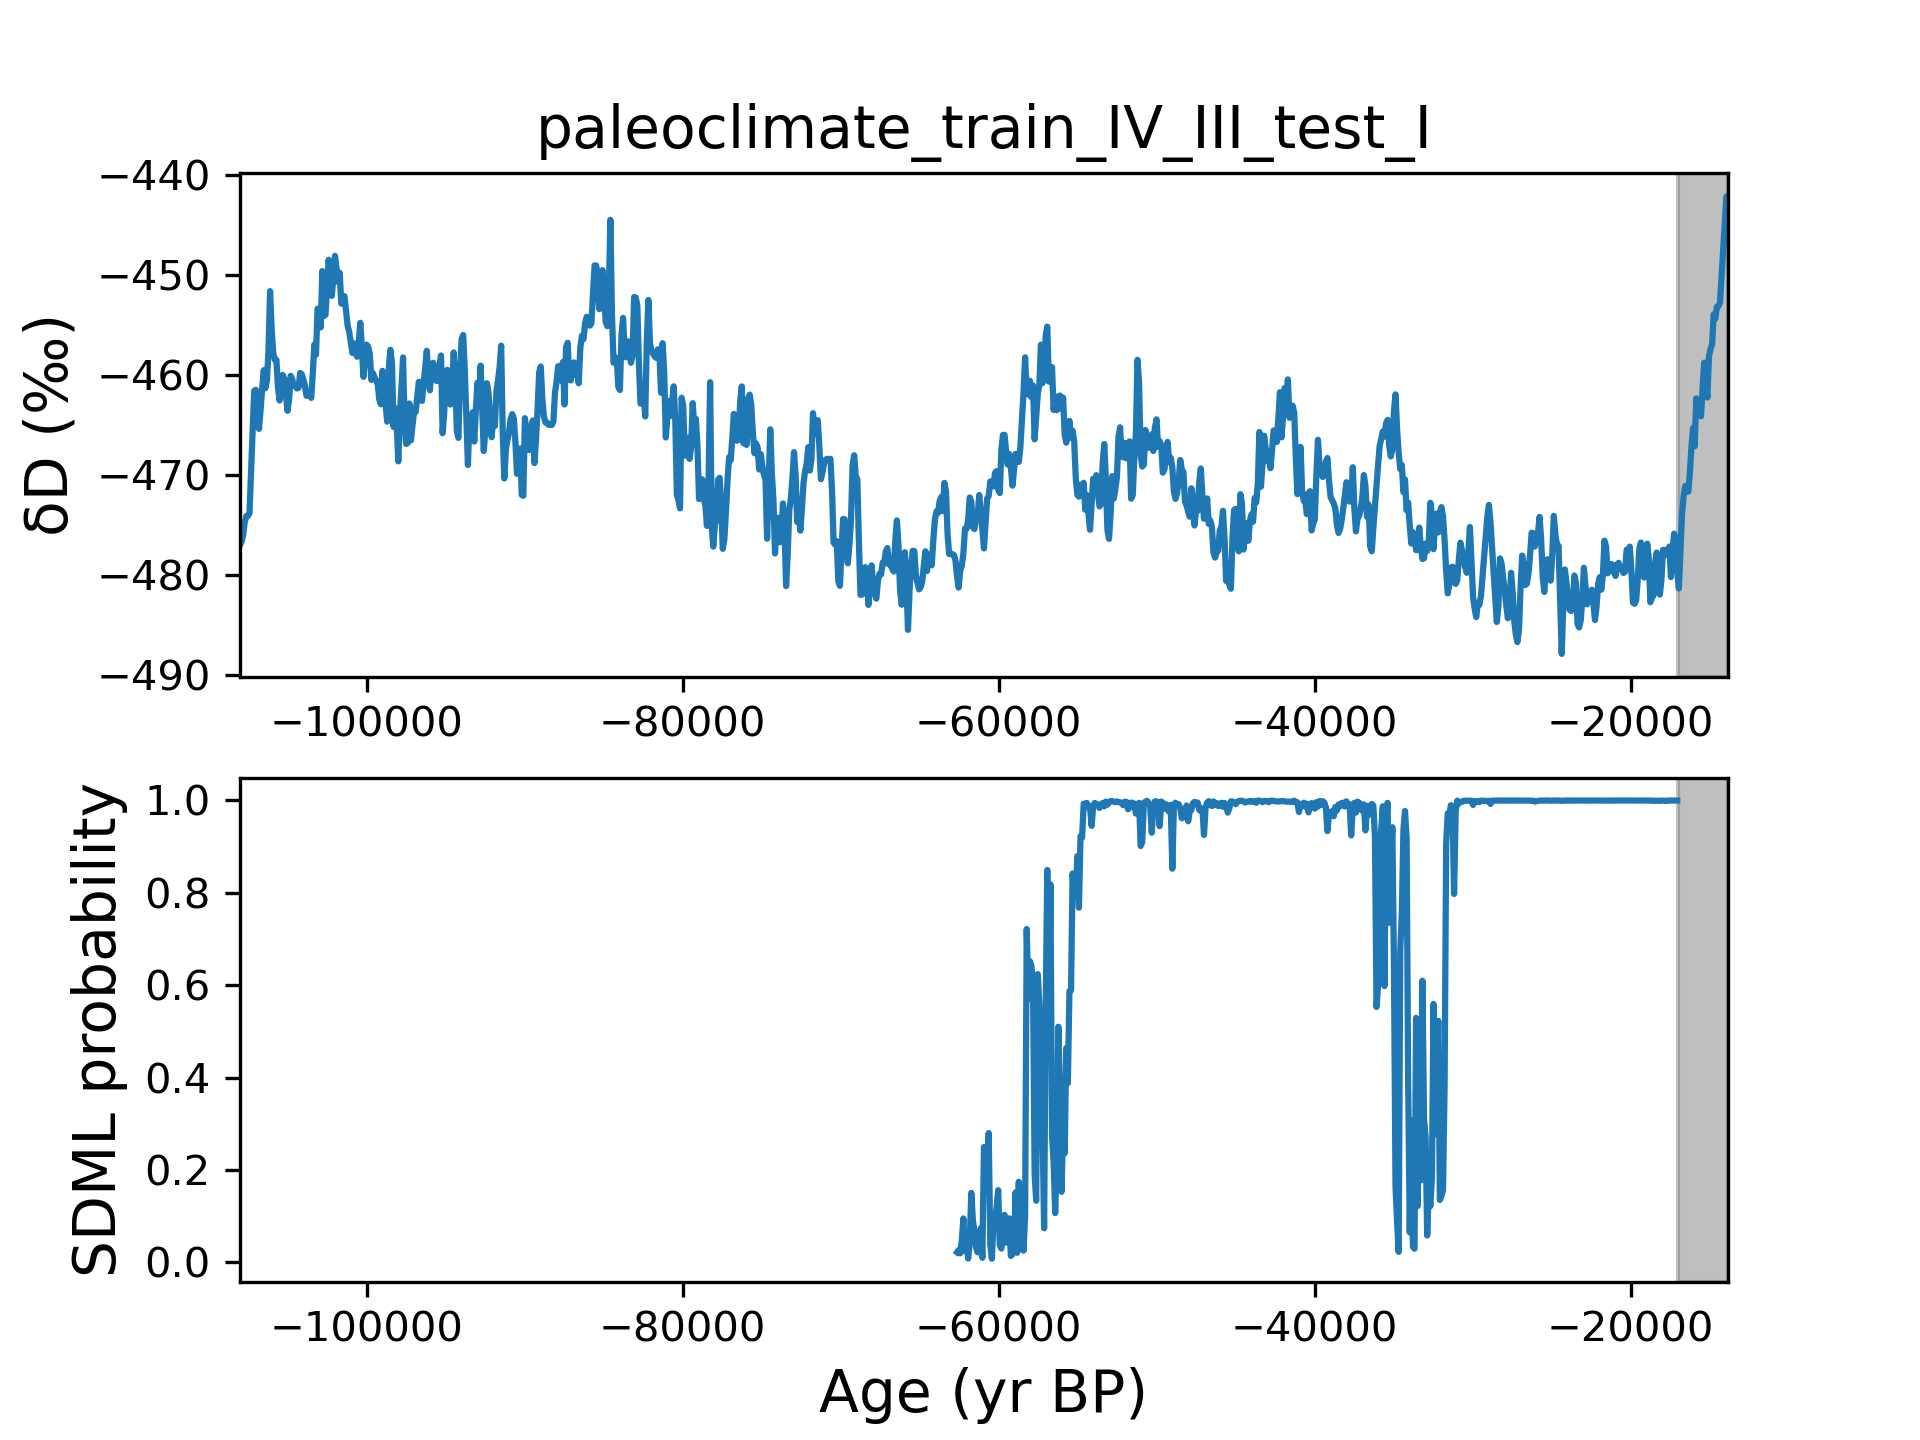 paleoclimate_train_IV_III_test_I
−440
−450
−460
−470
−480
−490
δD (‰)
−100000 −80000 −60000 −40000 −20000
1.0
0.8
0.6
0.4
0.2
0.0
SDML probability
−100000 −80000 −60000 −40000 −20000
Age (yr BP)